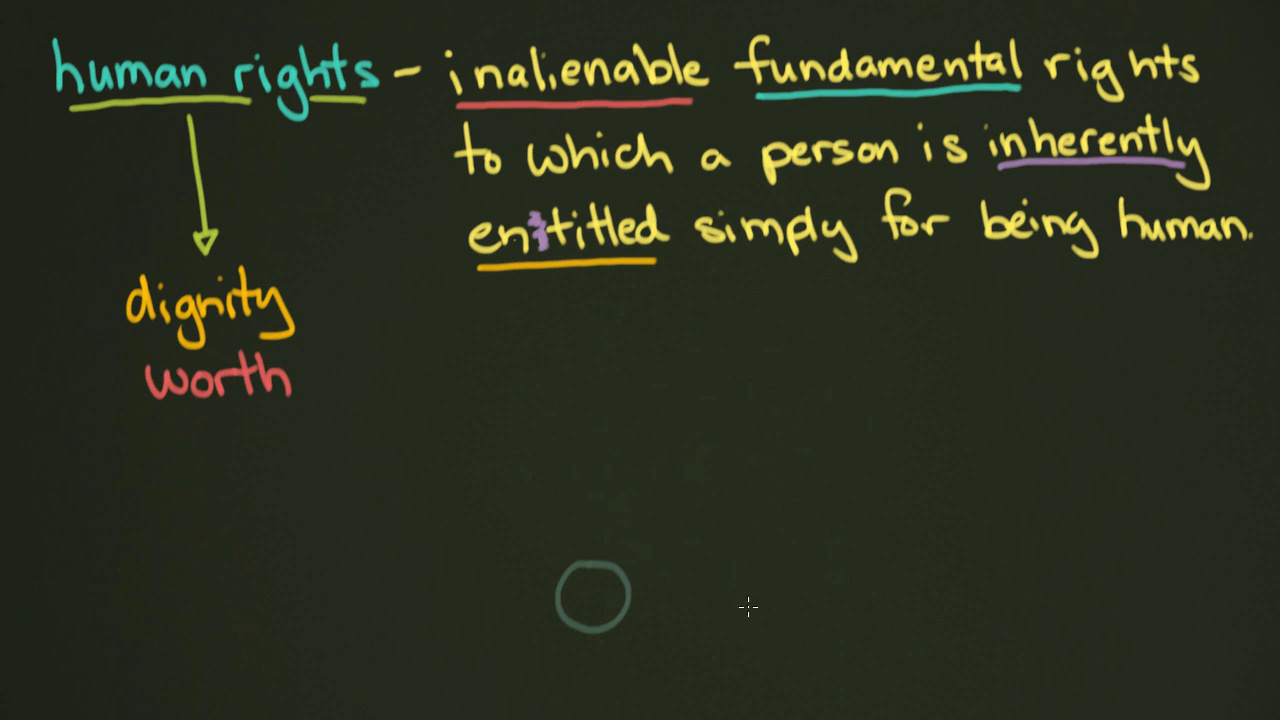 human rights - inalienable fundamental rights
to which a person is inherently
entitled simply for being human.
dignity
worth